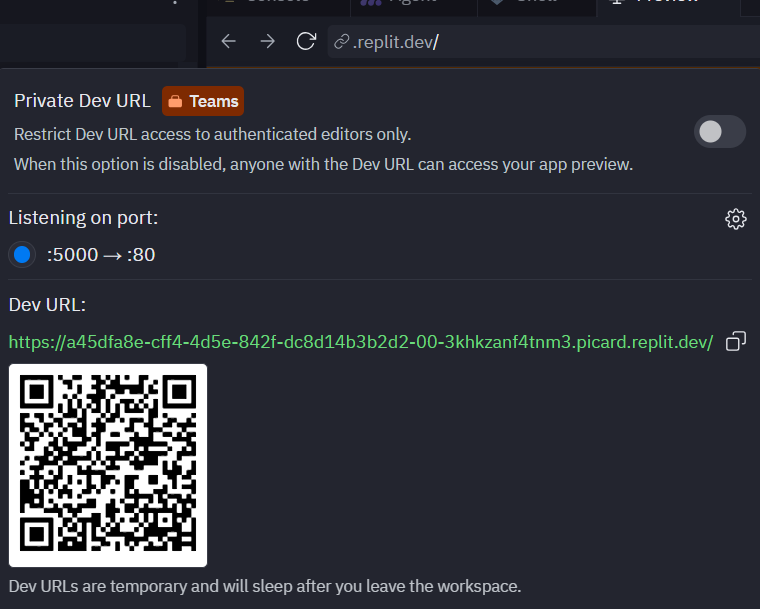 .replit.dev/
Private Dev URL Teams
Restrict Dev URL access to authenticated editors only.
When this option is disabled, anyone with the Dev URL can access your app preview.
Listening on port:
:5000 → :80
Dev URL:
https://a45dfa8e-cff4-4d5e-842f-dc8d14b3b2d2-00-3khkzanf4tnm3.picard.replit.dev/
Dev URLs are temporary and will sleep after you leave the workspace.